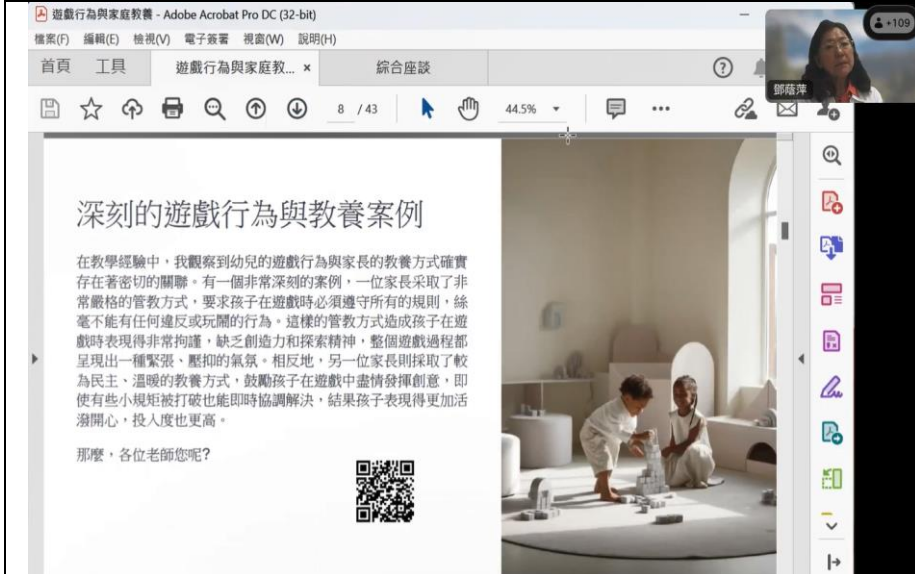 遊戲行為與家庭教養 - Adobe Acrobat Pro DC (32-bit)
+109
檔案(F) 編輯(E) 檢視(V) 電子簽署 視窗(W) 說明(H)
首頁 工具 遊戲行為與家庭教... × 綜合座談
鄧蔭萍
8 / 43 44.5%
深刻的遊戲行為與教養案例
在教學經驗中，我觀察到幼兒的遊戲行為與家長的教養方式確實
存在著密切的關聯。有一個非常深刻的案例，一位家長采取了非
常嚴格的管教方式，要求孩子在遊戲時必須遵守所有的規則，絲
毫不能有任何違反或玩鬧的行為。這樣的管教方式造成孩子在遊
戲時表現得非常拘謹，缺乏創造力和探索精神，整個遊戲過程都
呈現出一種緊張、壓抑的氣氛。相反地，另一位家長則採取了較
為民主、溫暖的教養方式，鼓勵孩子在遊戲中盡情發揮創意，即
使有些小規矩被打破也能即時協調解決，結果孩子表現得更加活
潑開心，投入度也更高。
那麼，各位老師您呢?